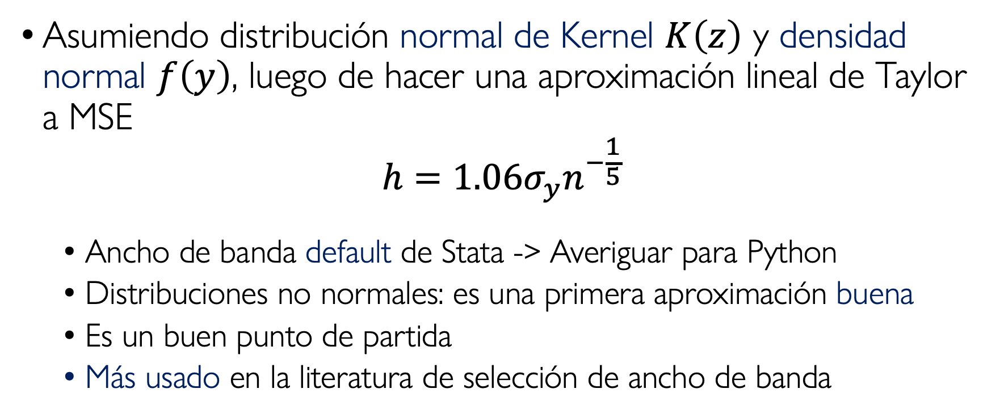 • Asumiendo distribución normal de Kernel K(z) y densidad
normal f(y), luego de hacer una aproximación lineal de Taylor
a MSE
h = 1.06σ_y n^{-\frac{1}{5}}
• Ancho de banda default de Stata -> Averiguar para Python
• Distribuciones no normales: es una primera aproximación buena
• Es un buen punto de partida
• Más usado en la literatura de selección de ancho de banda